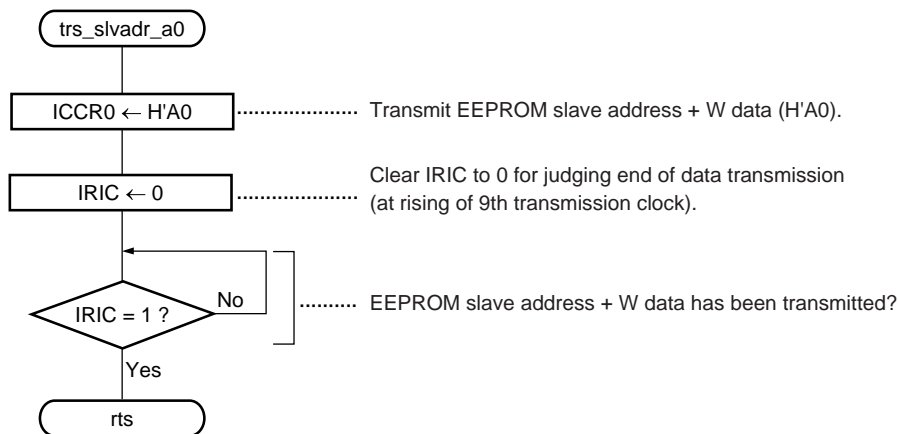 trs_slvadr_a0
ICCR0 ← H'A0
Transmit EEPROM slave address + W data (H'A0).
IRIC ← 0
Clear IRIC to 0 for judging end of data transmission
(at rising of 9th transmission clock).
No
IRIC = 1 ?
EEPROM slave address + W data has been transmitted?
Yes
rts